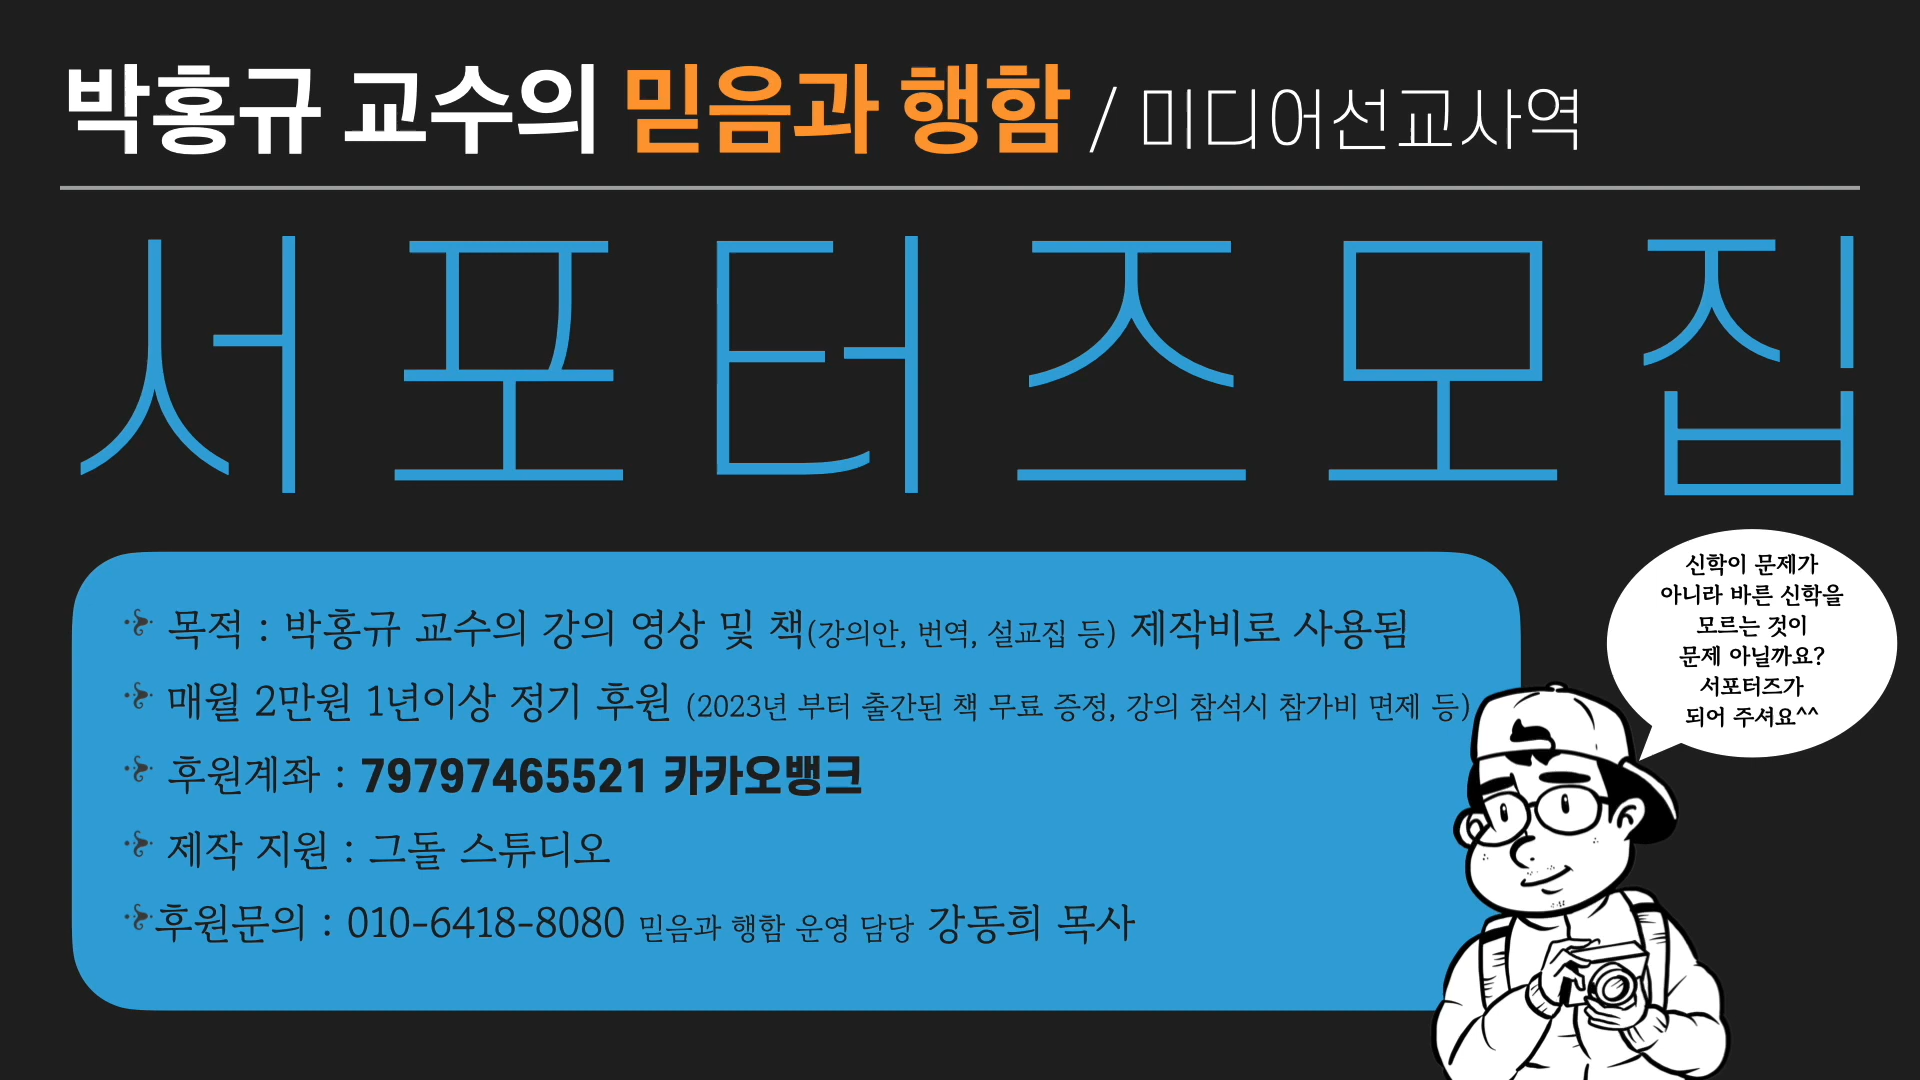 박홍규 교수의 믿음과 행함 / 미디어선교사역
서포터즈모집
목적 : 박홍규 교수의 강의 영상 및 책(강의안, 번역, 설교집 등) 제작비로 사용됨
매월 2만원 1년이상 정기 후원 (2023년 부터 출간된 책 무료 증정, 강의 참석시 참가비 면제 등)
후원계좌 : 79797465521 카카오뱅크
제작 지원 : 그돌 스튜디오
후원문의 : 010-6418-8080 믿음과 행함 운영 담당 강동희 목사
신학이 문제가
아니라 바른 신학을
모르는 것이
문제 아닐까요?
서포터즈가
되어 주셔요^^